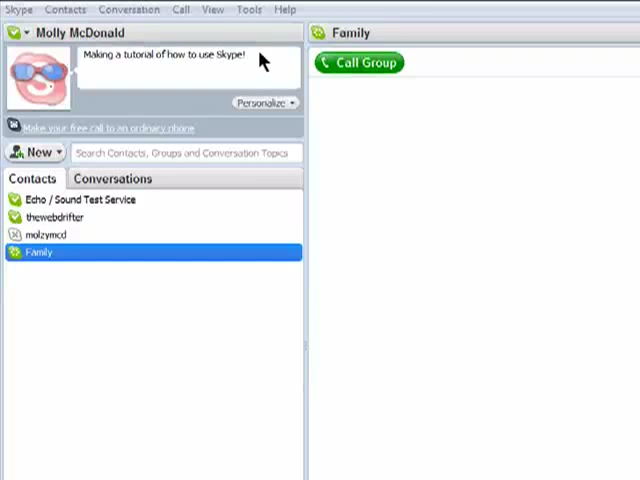 Skype Contacts Conversation Call View Tools Help
Molly McDonald
Family
Making a tutorial of how to use Skype!
Call Group
Personalize
Make your free call to an ordinary phone
New
Search Contacts, Groups and Conversation Topics
Contacts Conversations
Echo / Sound Test Service
thewebdrifter
molzymcd
Family